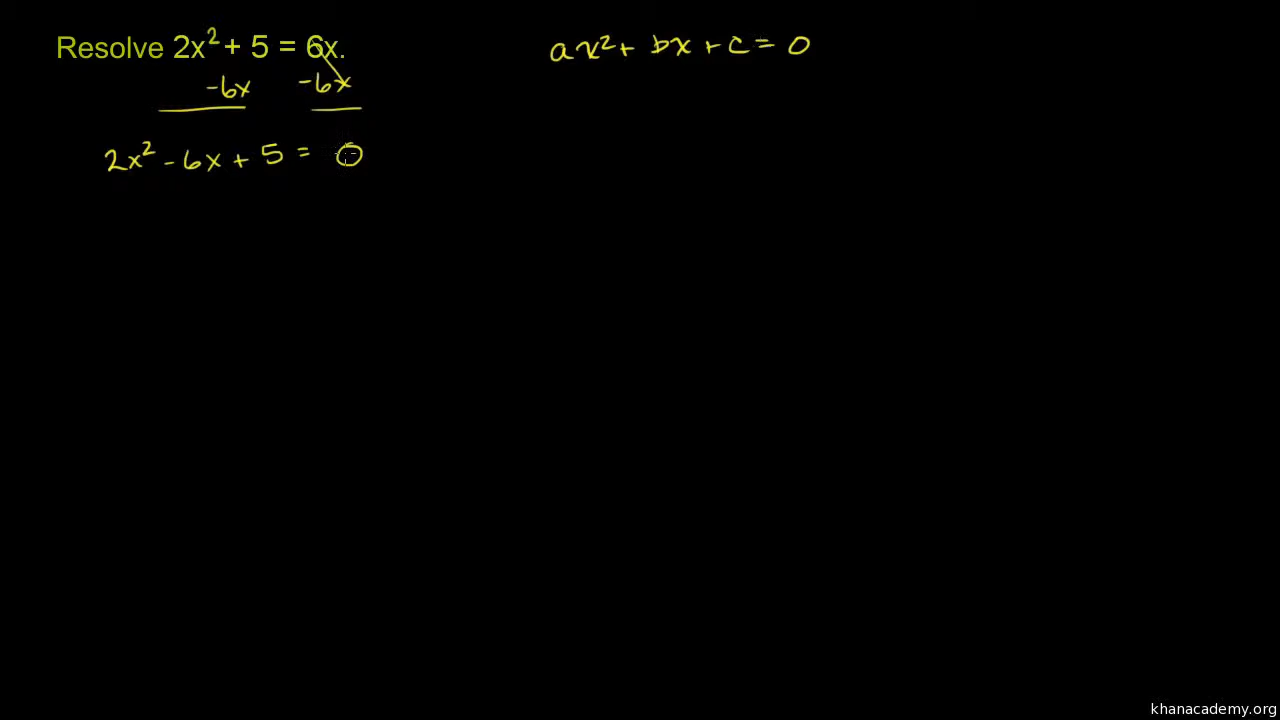 Resolve 2x² + 5 = 6x.
ax² + bx + c = 0
-6x -6x
2x² - 6x + 5 = 0
khanacademy.org